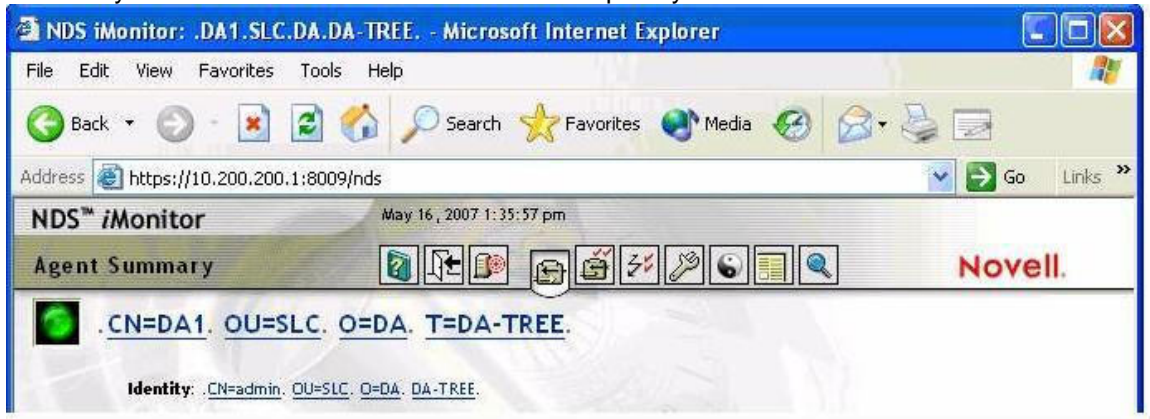 NDS iMonitor: .DA1.SLC.DA.DA-TREE. - Microsoft Internet Explorer
File Edit View Favorites Tools Help
Back Search Favorites Media
Address https://10.200.200.1:8009/nds Go Links »
NDS™ iMonitor May 16, 2007 1:35:57 pm
Agent Summary Novell.
.CN=DA1. OU=SLC. O=DA. T=DA-TREE.
Identity: .CN=admin. OU=SLC. O=DA. DA-TREE.